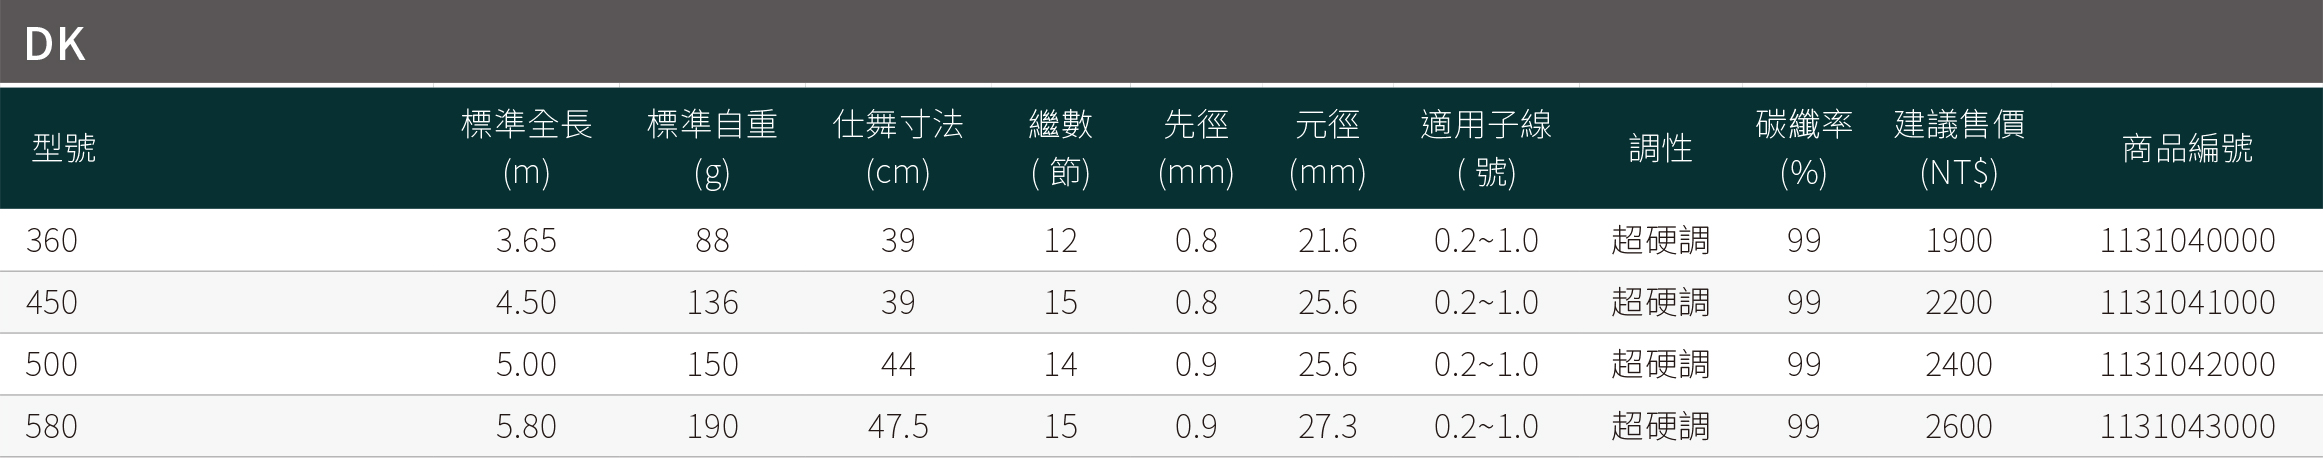 DK
型號 標準全長 (m) 標準自重 (g) 仕舞寸法 (cm) 繼數 ( 節) 先徑 (mm) 元徑 (mm) 適用子線 ( 號) 調性 碳纖率 (%) 建議售價 (NT$) 商品編號
360 3.65 88 39 12 0.8 21.6 0.2~1.0 超硬調 99 1900 1131040000
450 4.50 136 39 15 0.8 25.6 0.2~1.0 超硬調 99 2200 1131041000
500 5.00 150 44 14 0.9 25.6 0.2~1.0 超硬調 99 2400 1131042000
580 5.80 190 47.5 15 0.9 27.3 0.2~1.0 超硬調 99 2600 1131043000